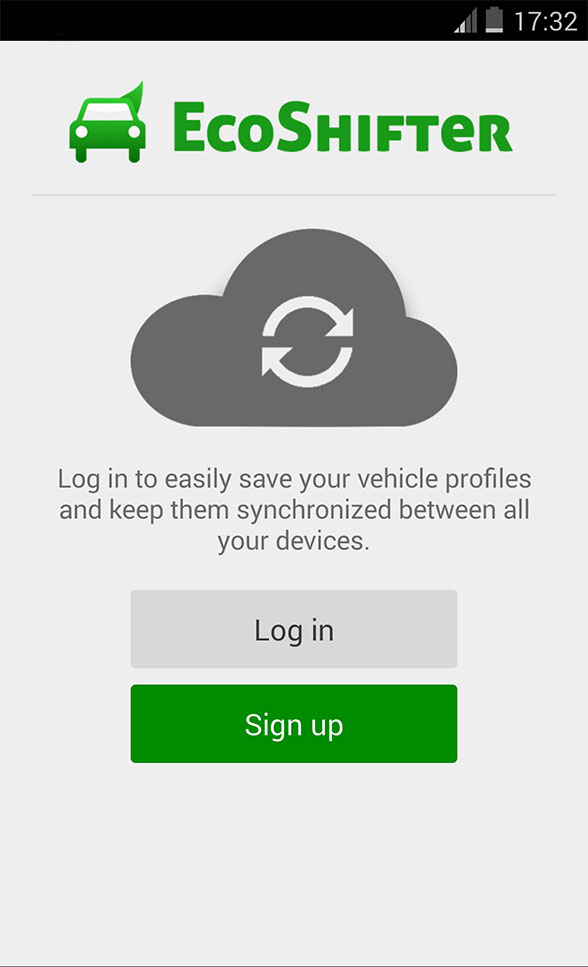 17:32
EcoShifter
Log in to easily save your vehicle profiles
and keep them synchronized between all
your devices.
Log in
Sign up